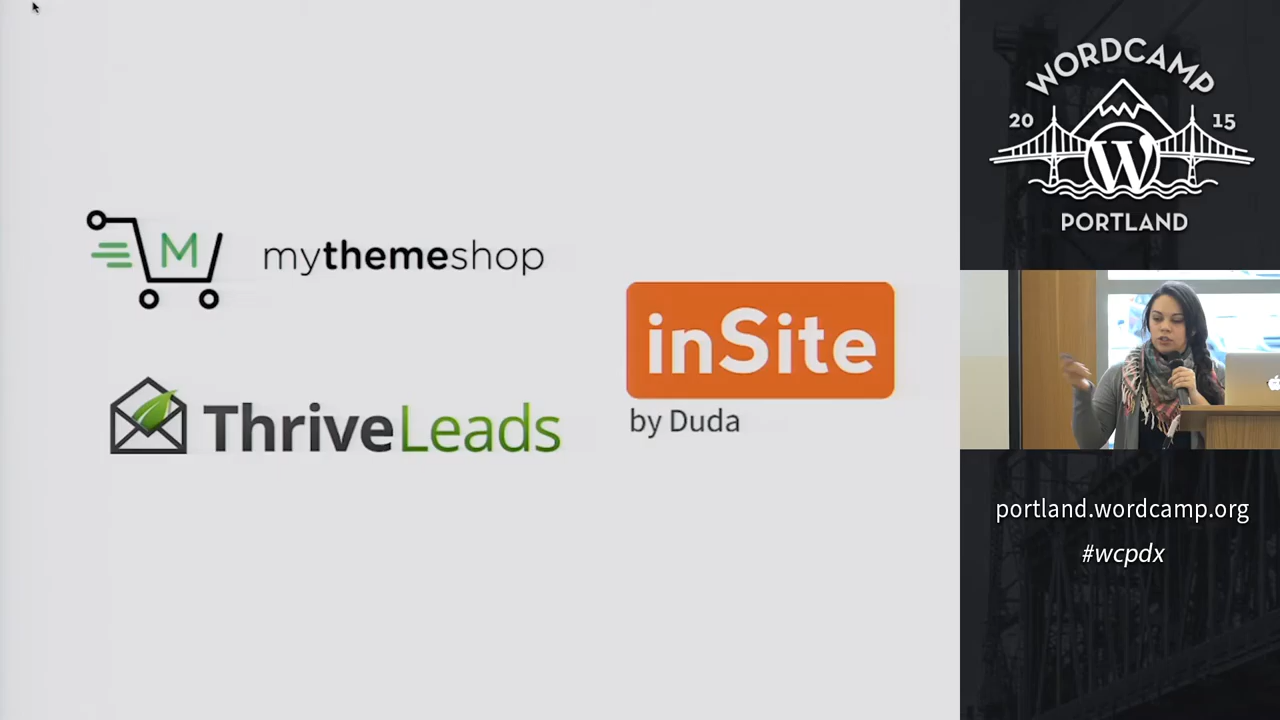 M mythemeshop
ThriveLeads
inSite
by Duda
WORDCAMP
20 15
W
PORTLAND
portland.wordcamp.org
#wcpdx